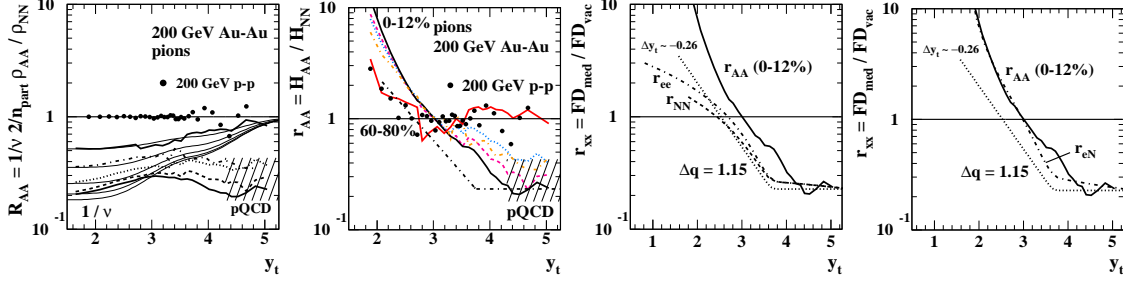 R_AA = 1/ν 2/n_part ρ_AA / ρ_NN
10
1
10 -1
200 GeV Au-Au
pions
200 GeV p-p
1 / ν
pQCD
1 2 3 4 5
y_t
r_AA = H_AA / H_NN
10
1
10 -1
0-12% pions
200 GeV Au-Au
200 GeV p-p
60-80%
pQCD
1 2 3 4 5
y_t
r_xx = FD_med / FD_vac
10
1
10 -1
Δy_t ~ −0.26
r_AA (0-12%)
r_ee
r_NN
Δq = 1.15
1 2 3 4 5 6
y_t
r_xx = FD_med / FD_vac
10
1
10 -1
Δy_t ~ −0.26
r_AA (0-12%)
r_eN
Δq = 1.15
1 2 3 4 5 6
y_t